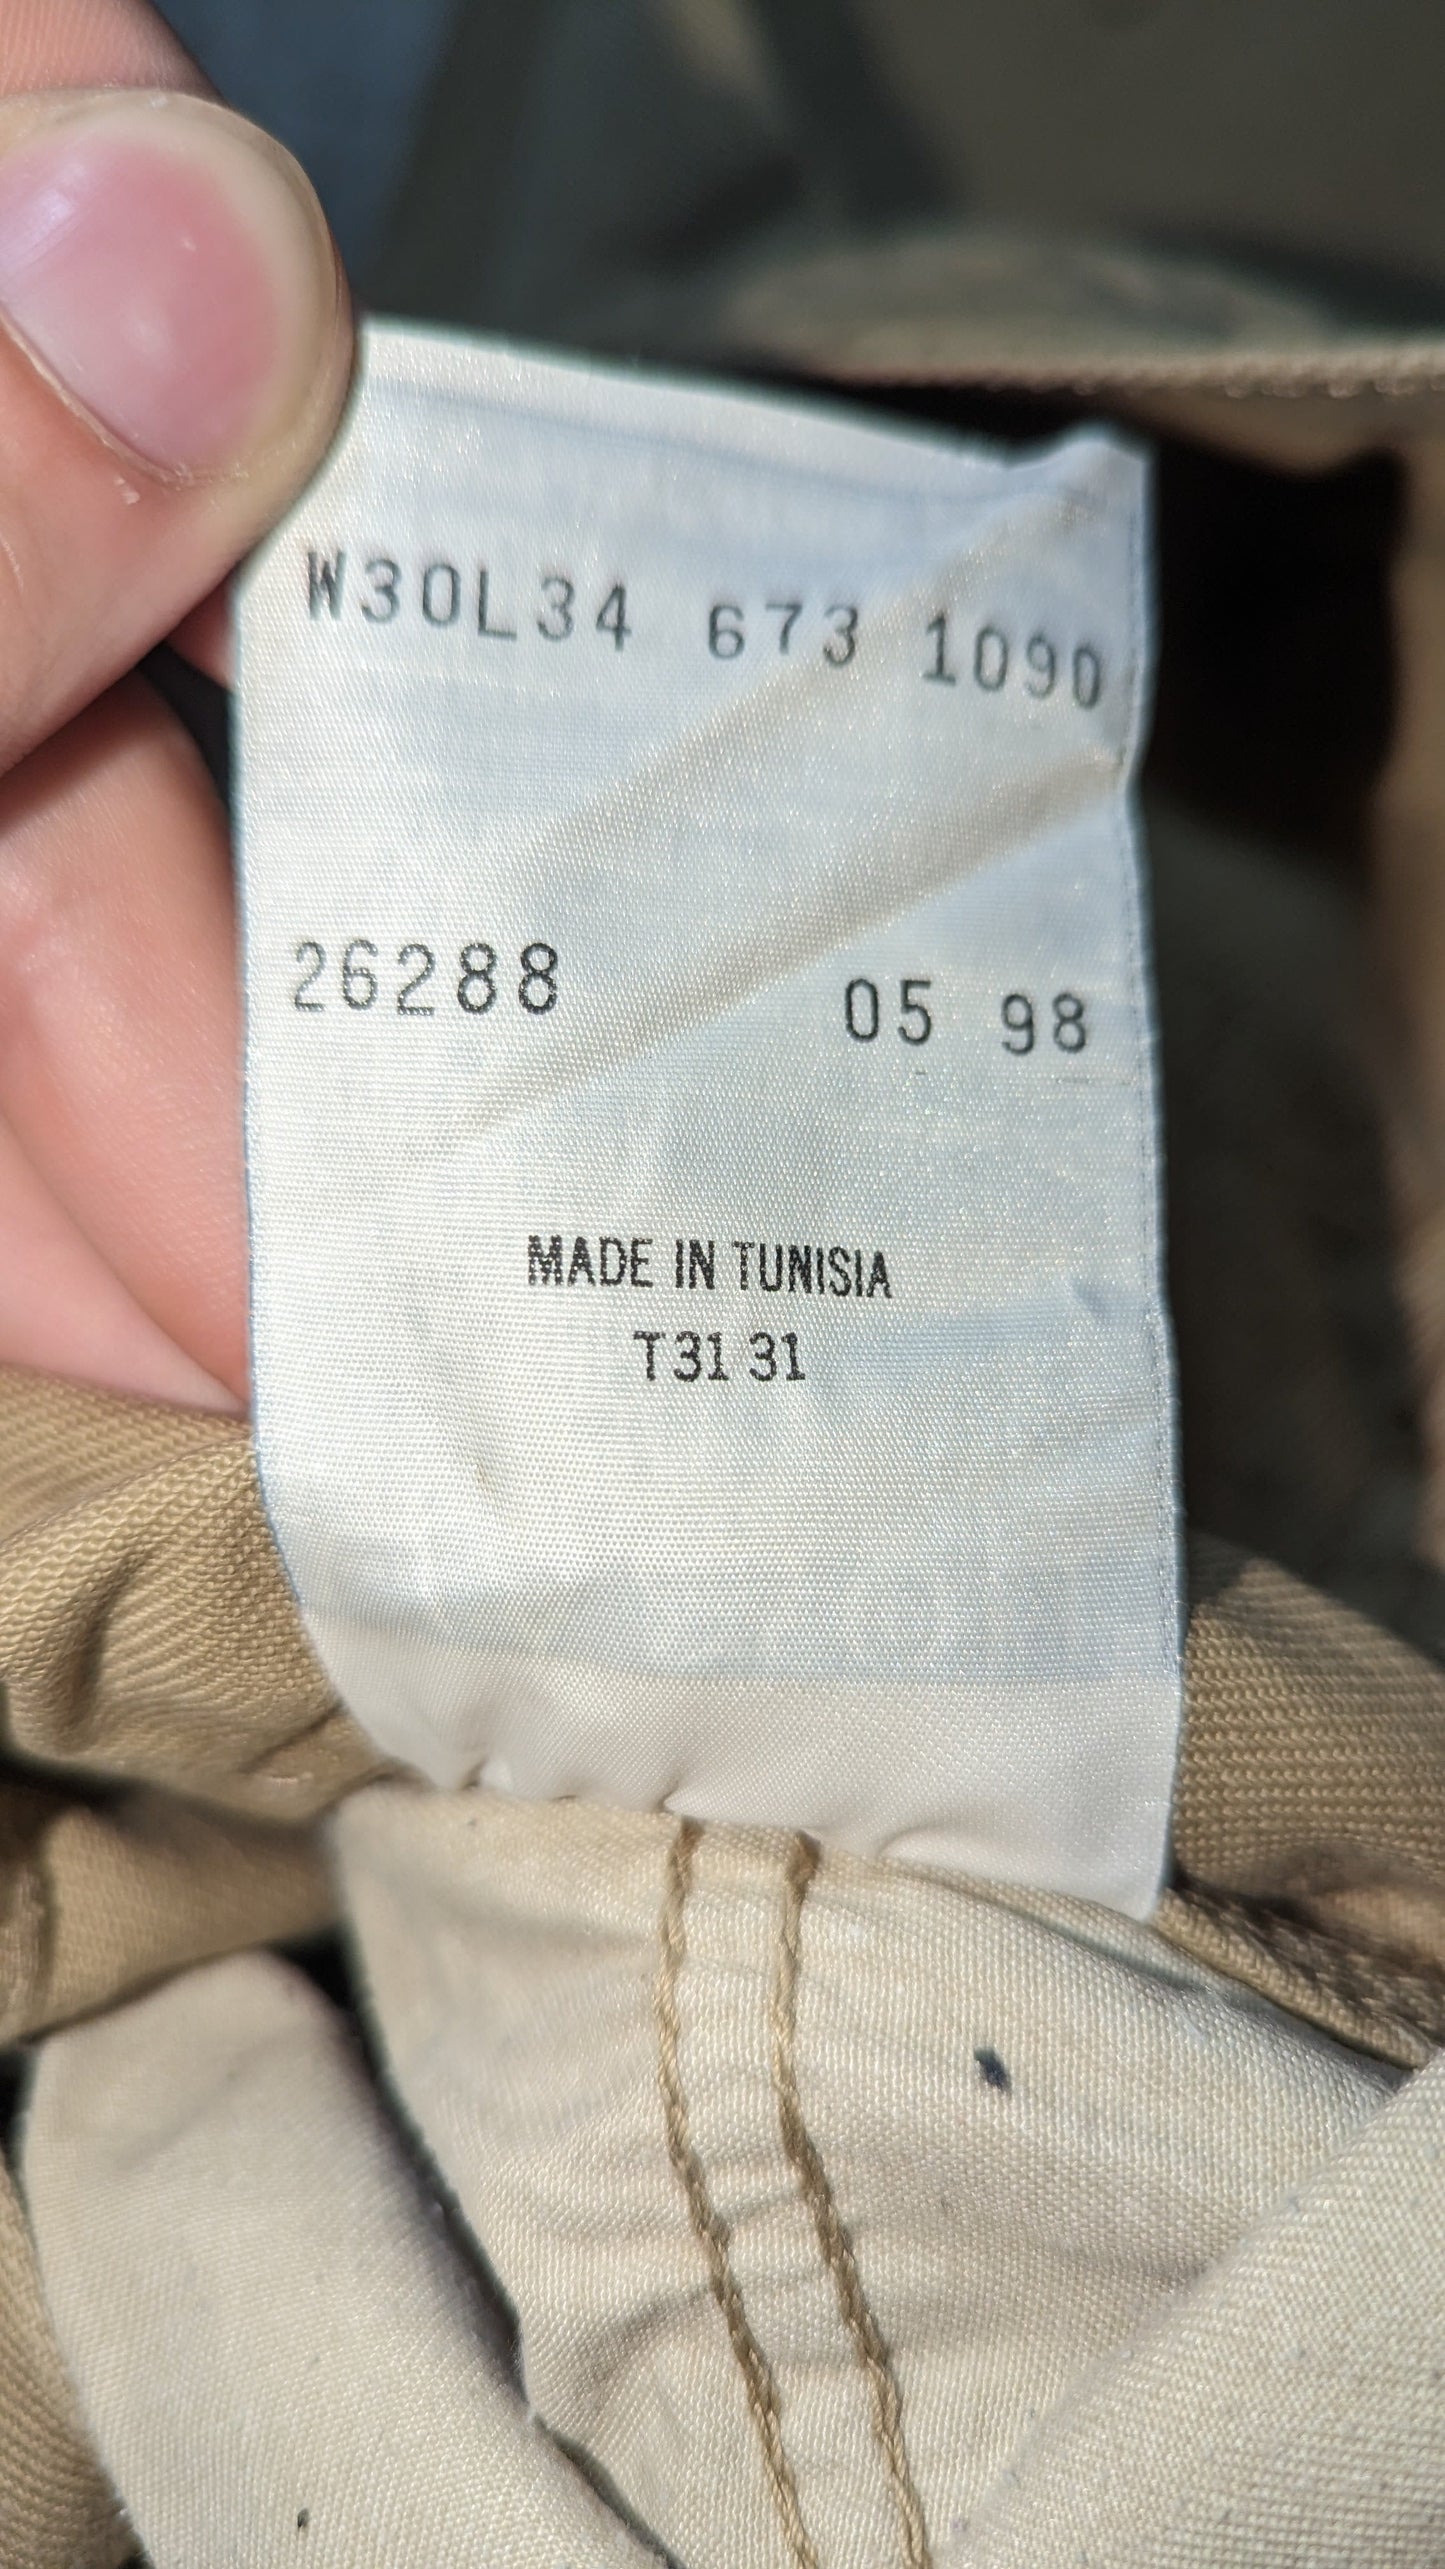 W30L34 673 1090
26288 05 98
MADE IN TUNISIA
T31 31